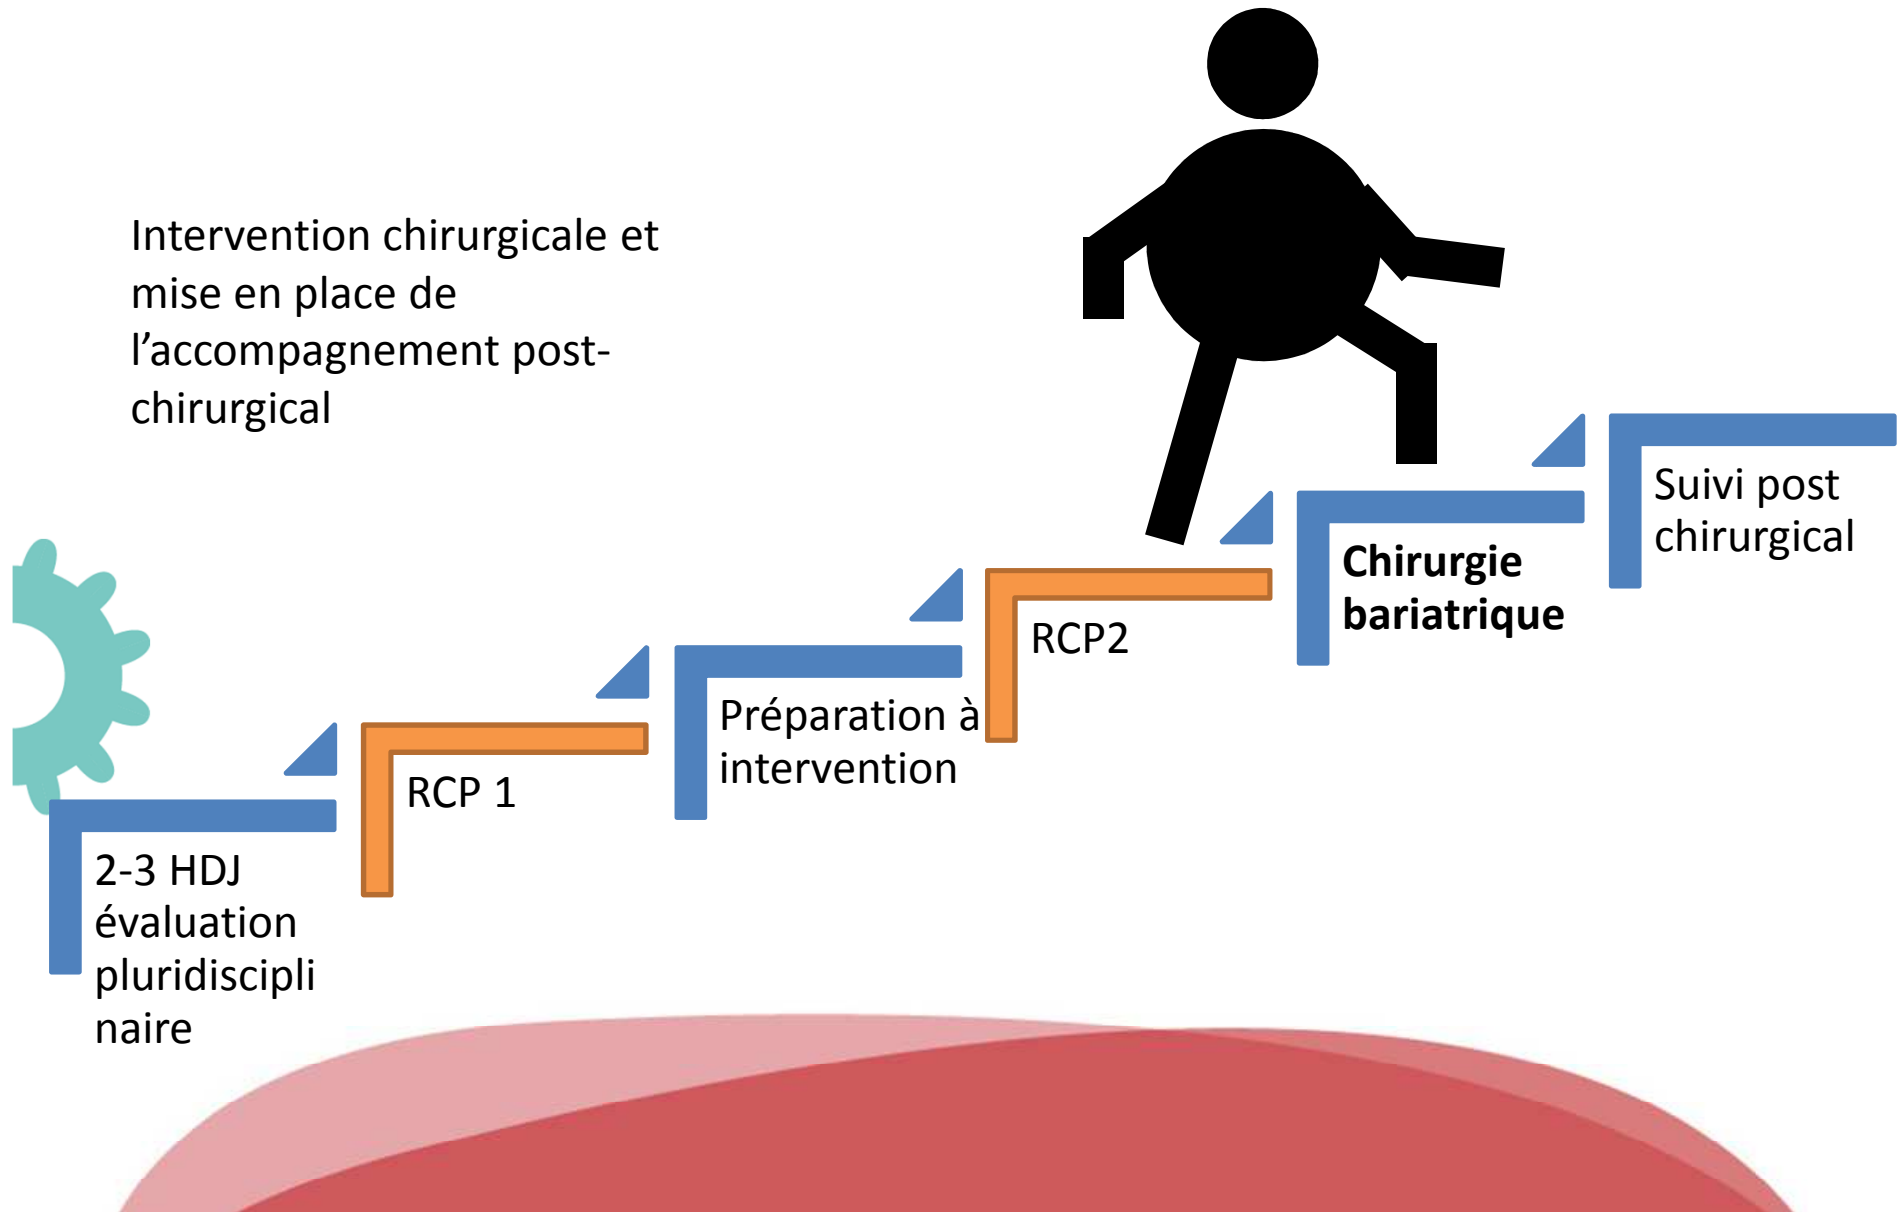 Intervention chirurgicale et
mise en place de
l’accompagnement post-
chirurgical
2-3 HDJ
évaluation
pluridiscipli
naire
RCP 1
Préparation à
intervention
RCP2
Chirurgie
bariatrique
Suivi post
chirurgical